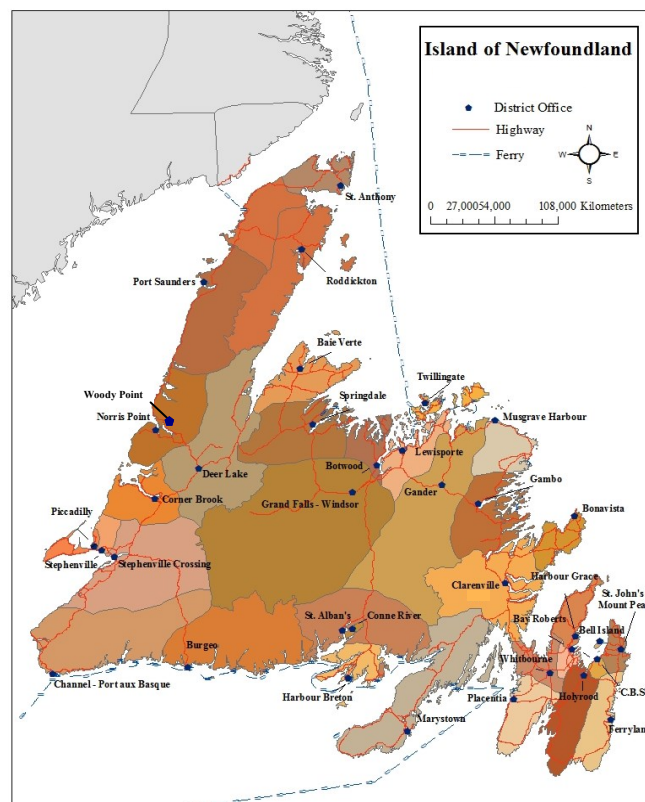 Island of Newfoundland
District Office
Highway
Ferry
N
W E
S
0 27,00054,000 108,000 Kilometers
St. Anthony
Roddickton
Port Saunders
Baie Verte
Twillingate
Springdale
Woody Point
Norris Point
Musgrave Harbour
Lewisporte
Botwood
Deer Lake
Gander
Gambo
Grand Falls - Windsor
Corner Brook
Bonavista
Piccadilly
Stephenville
Stephenville Crossing
Clarenville
Harbour Grace
St. John's
Mount Pea
St. Alban's
Conne River
Bay Roberts
Bell Island
Burgeo
Whitbourne
Channel - Port aux Basque
Harbour Breton
Placentia
Holyrood
C.B.S
Marystown
Ferrylan